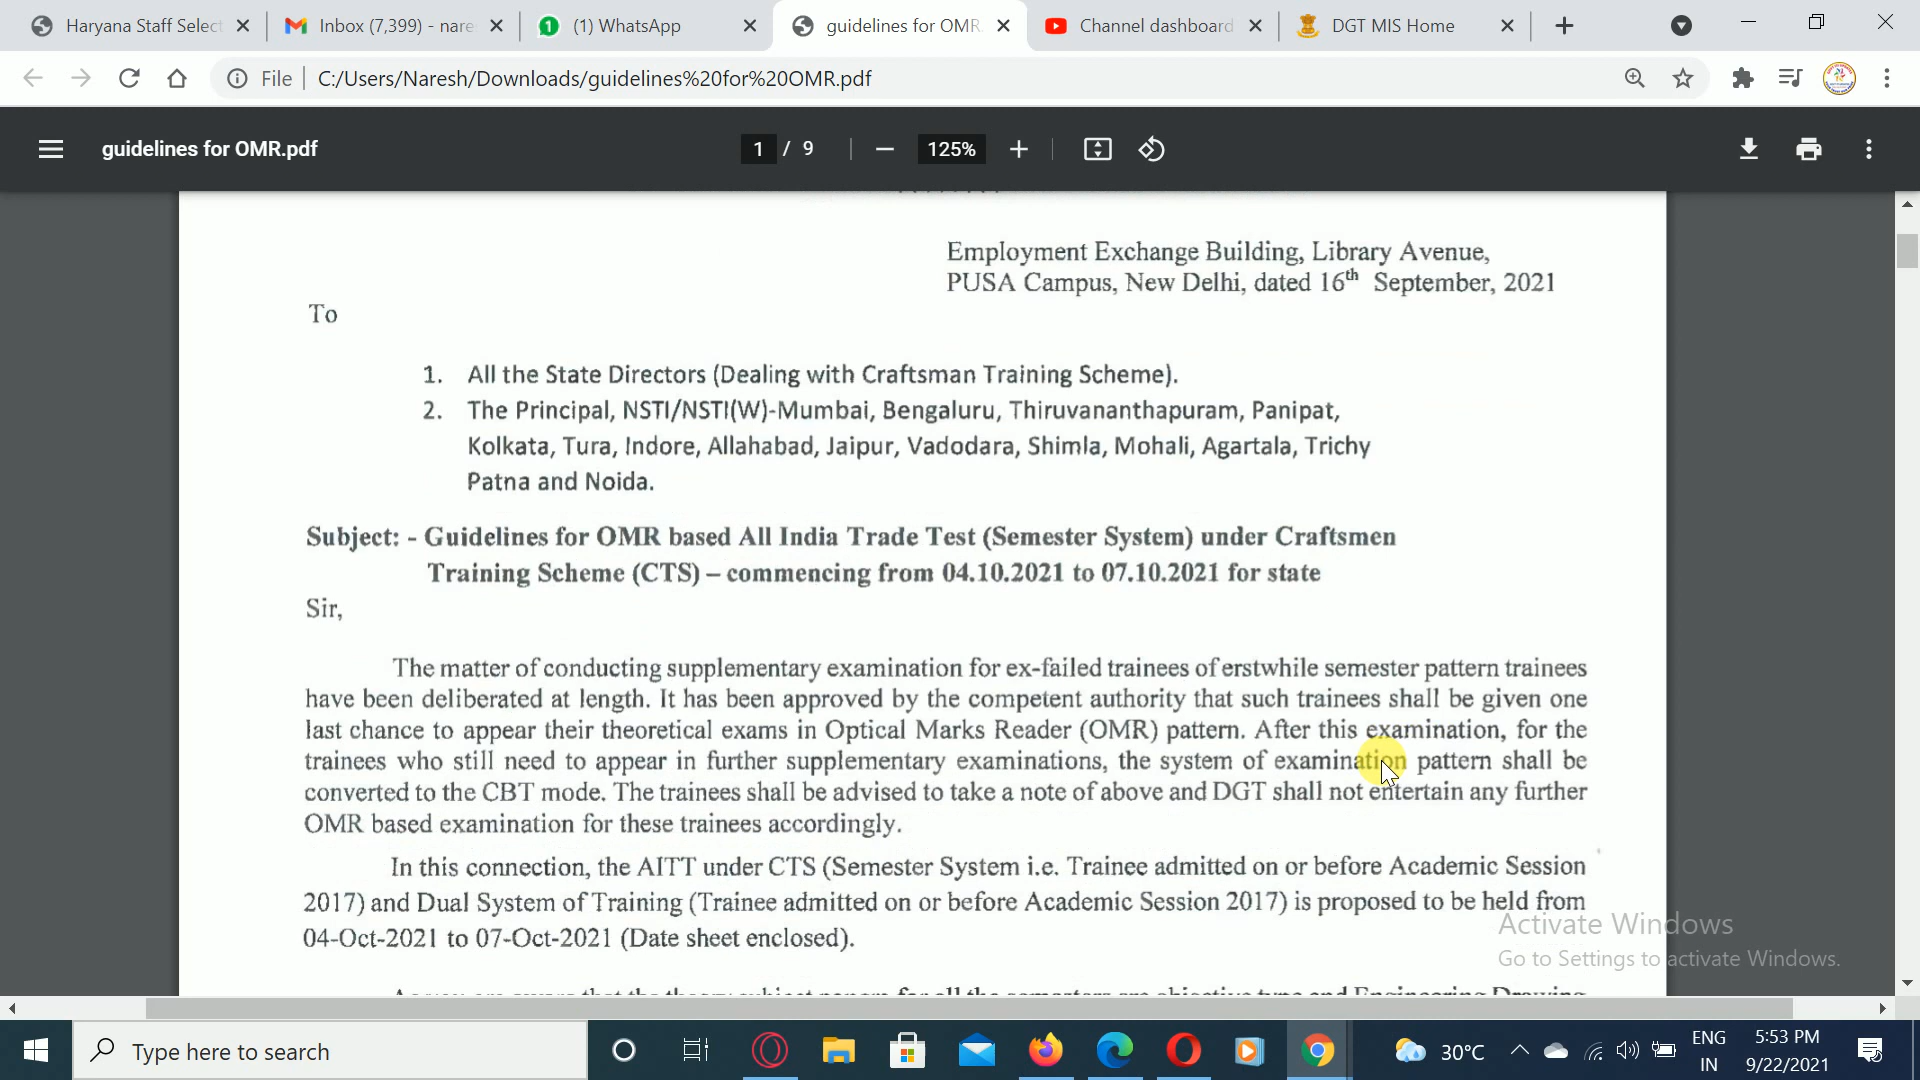 Haryana Staff Select
Inbox (7,399) - nare
(1) WhatsApp
guidelines for OMR.
Channel dashboard
DGT MIS Home
File
C:/Users/Naresh/Downloads/guidelines%20for%20OMR.pdf
guidelines for OMR.pdf
1 / 9
125%
Employment Exchange Building, Library Avenue,
PUSA Campus, New Delhi, dated 16th September, 2021
To
1. All the State Directors (Dealing with Craftsman Training Scheme).
2. The Principal, NSTI/NSTI(W)-Mumbai, Bengaluru, Thiruvananthapuram, Panipat,
Kolkata, Tura, Indore, Allahabad, Jaipur, Vadodara, Shimla, Mohali, Agartala, Trichy
Patna and Noida.
Subject: - Guidelines for OMR based All India Trade Test (Semester System) under Craftsmen
Training Scheme (CTS) – commencing from 04.10.2021 to 07.10.2021 for state
Sir,
The matter of conducting supplementary examination for ex-failed trainees of erstwhile semester pattern trainees
have been deliberated at length. It has been approved by the competent authority that such trainees shall be given one
last chance to appear their theoretical exams in Optical Marks Reader (OMR) pattern. After this examination, for the
trainees who still need to appear in further supplementary examinations, the system of examination pattern shall be
converted to the CBT mode. The trainees shall be advised to take a note of above and DGT shall not entertain any further
OMR based examination for these trainees accordingly.
In this connection, the AITT under CTS (Semester System i.e. Trainee admitted on or before Academic Session
2017) and Dual System of Training (Trainee admitted on or before Academic Session 2017) is proposed to be held from
04-Oct-2021 to 07-Oct-2021 (Date sheet enclosed).
Activate Windows
Go to Settings to activate Windows.
Type here to search
30°C
ENG
IN
5:53 PM
9/22/2021